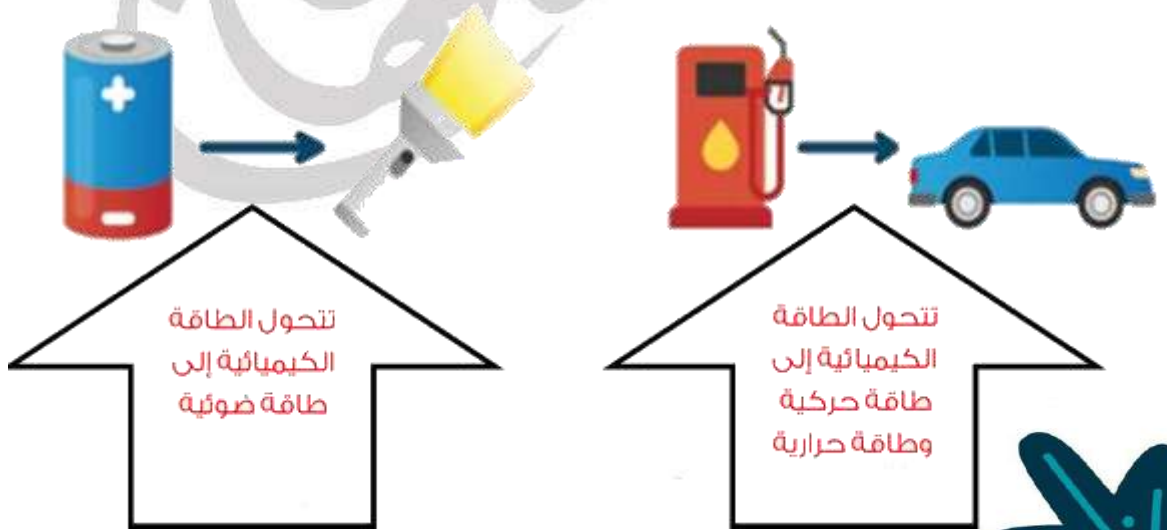 تتحول الطاقة
الكيميائية إلى
طاقة حركية
وطاقة حرارية
تتحول الطاقة
الكيميائية إلى
طاقة ضوئية